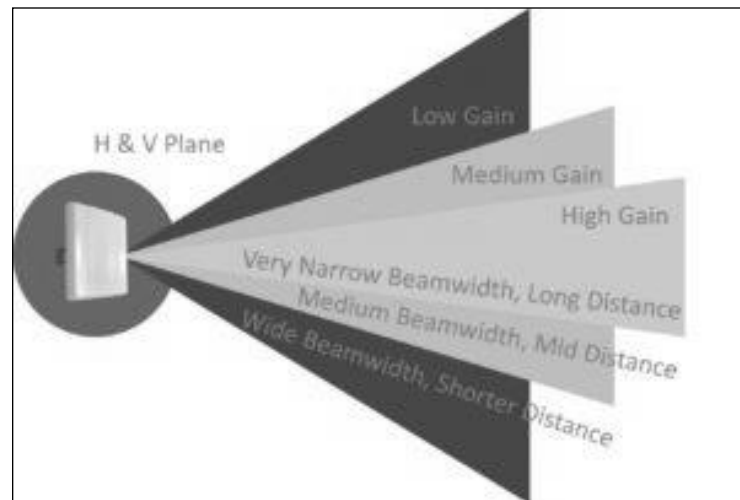 Low Gain
H & V Plane
Medium Gain
High Gain
Very Narrow Beamwidth, Long Distance
Medium Beamwidth, Mid Distance
Wide Beamwidth, Shorter Distance